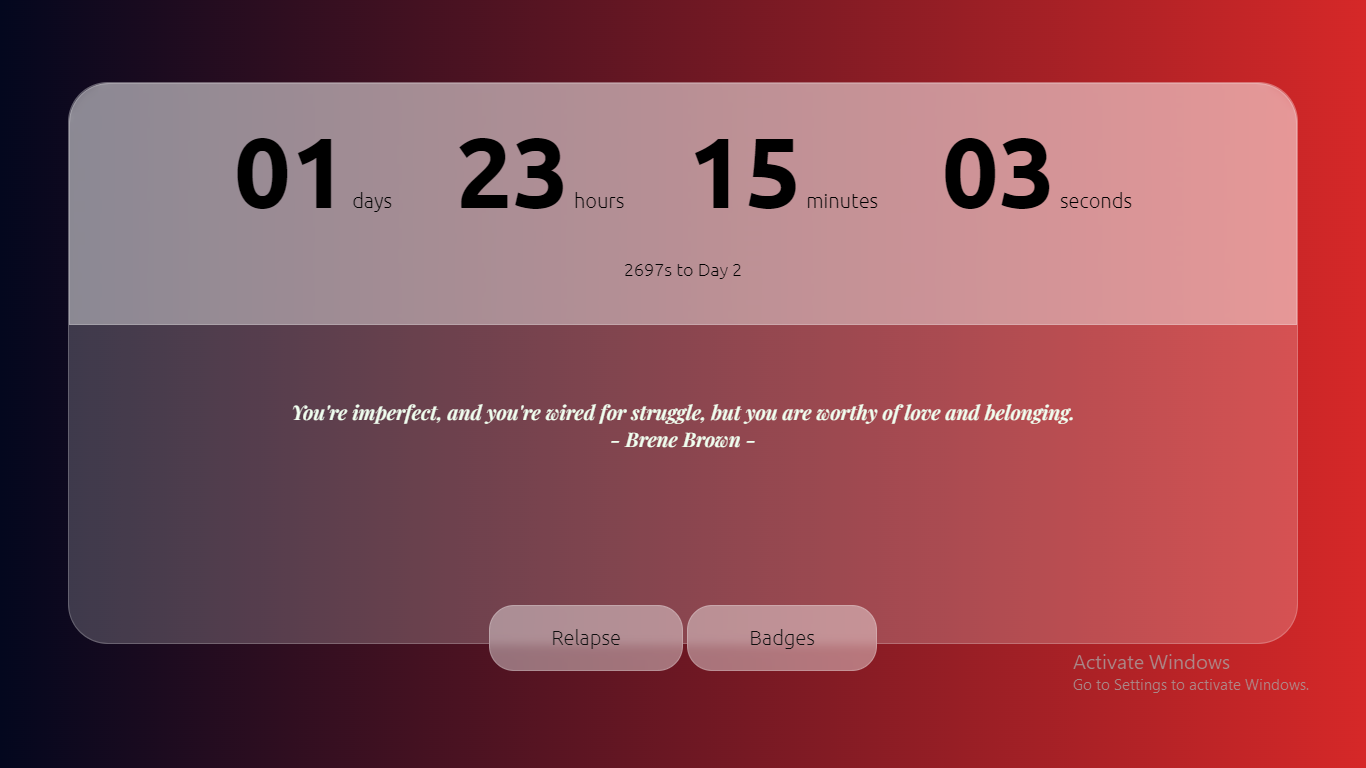 01 days 23 hours 15 minutes 03 seconds
2697s to Day 2
You're imperfect, and you're wired for struggle, but you are worthy of love and belonging.
- Brene Brown -
Relapse Badges
Activate Windows
Go to Settings to activate Windows.